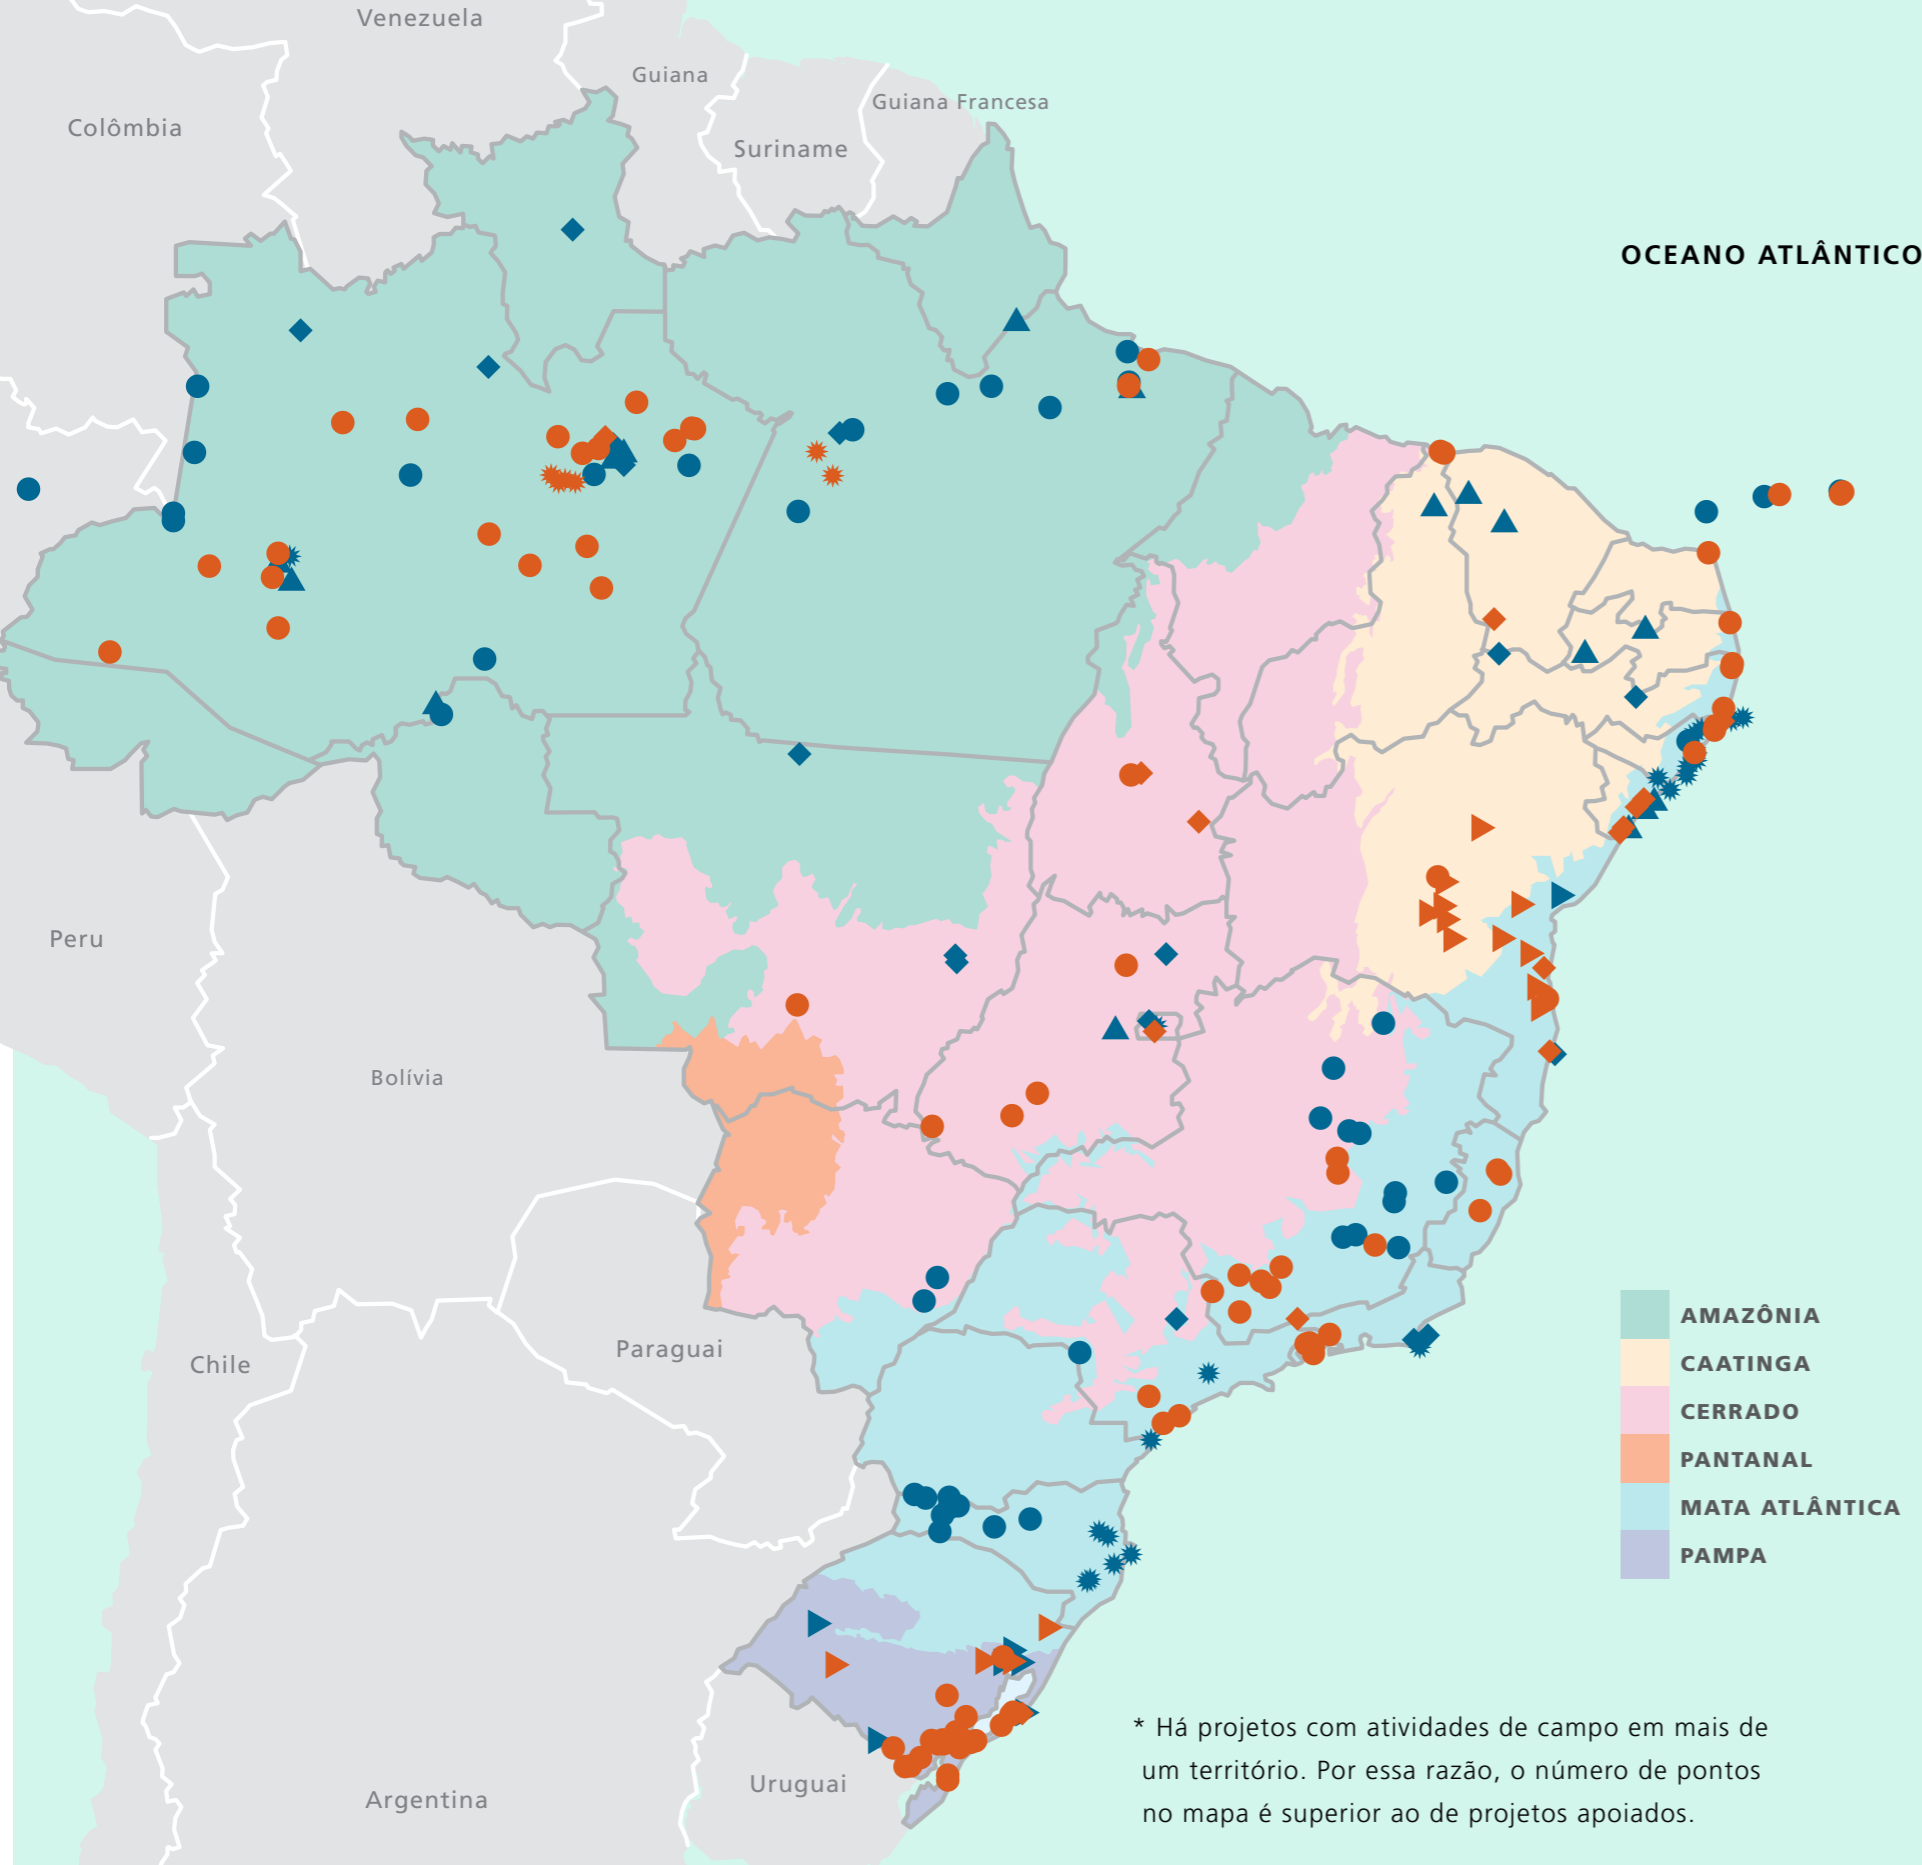 Venezuela
Guiana
Guiana Francesa
Colômbia
Suriname
OCEANO ATLÂNTICO
Peru
Bolívia
Paraguai
Chile
Uruguai
Argentina
AMAZÔNIA
CAATINGA
CERRADO
PANTANAL
MATA ATLÂNTICA
PAMPA
* Há projetos com atividades de campo em mais de
um território. Por essa razão, o número de pontos
no mapa é superior ao de projetos apoiados.